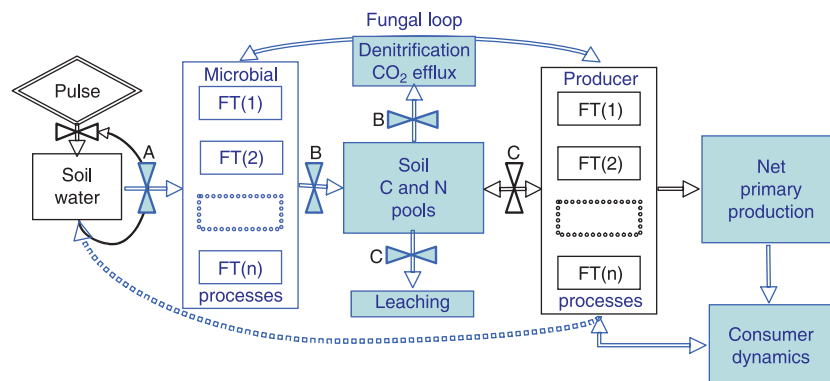 Fungal loop
Pulse
A
Soil
water
Microbial
FT(1)
FT(2)
FT(n)
processes
B
Denitrification
CO₂ efflux
B
Soil
C and N
pools
C
Leaching
C
Producer
FT(1)
FT(2)
FT(n)
processes
Net
primary
production
Consumer
dynamics